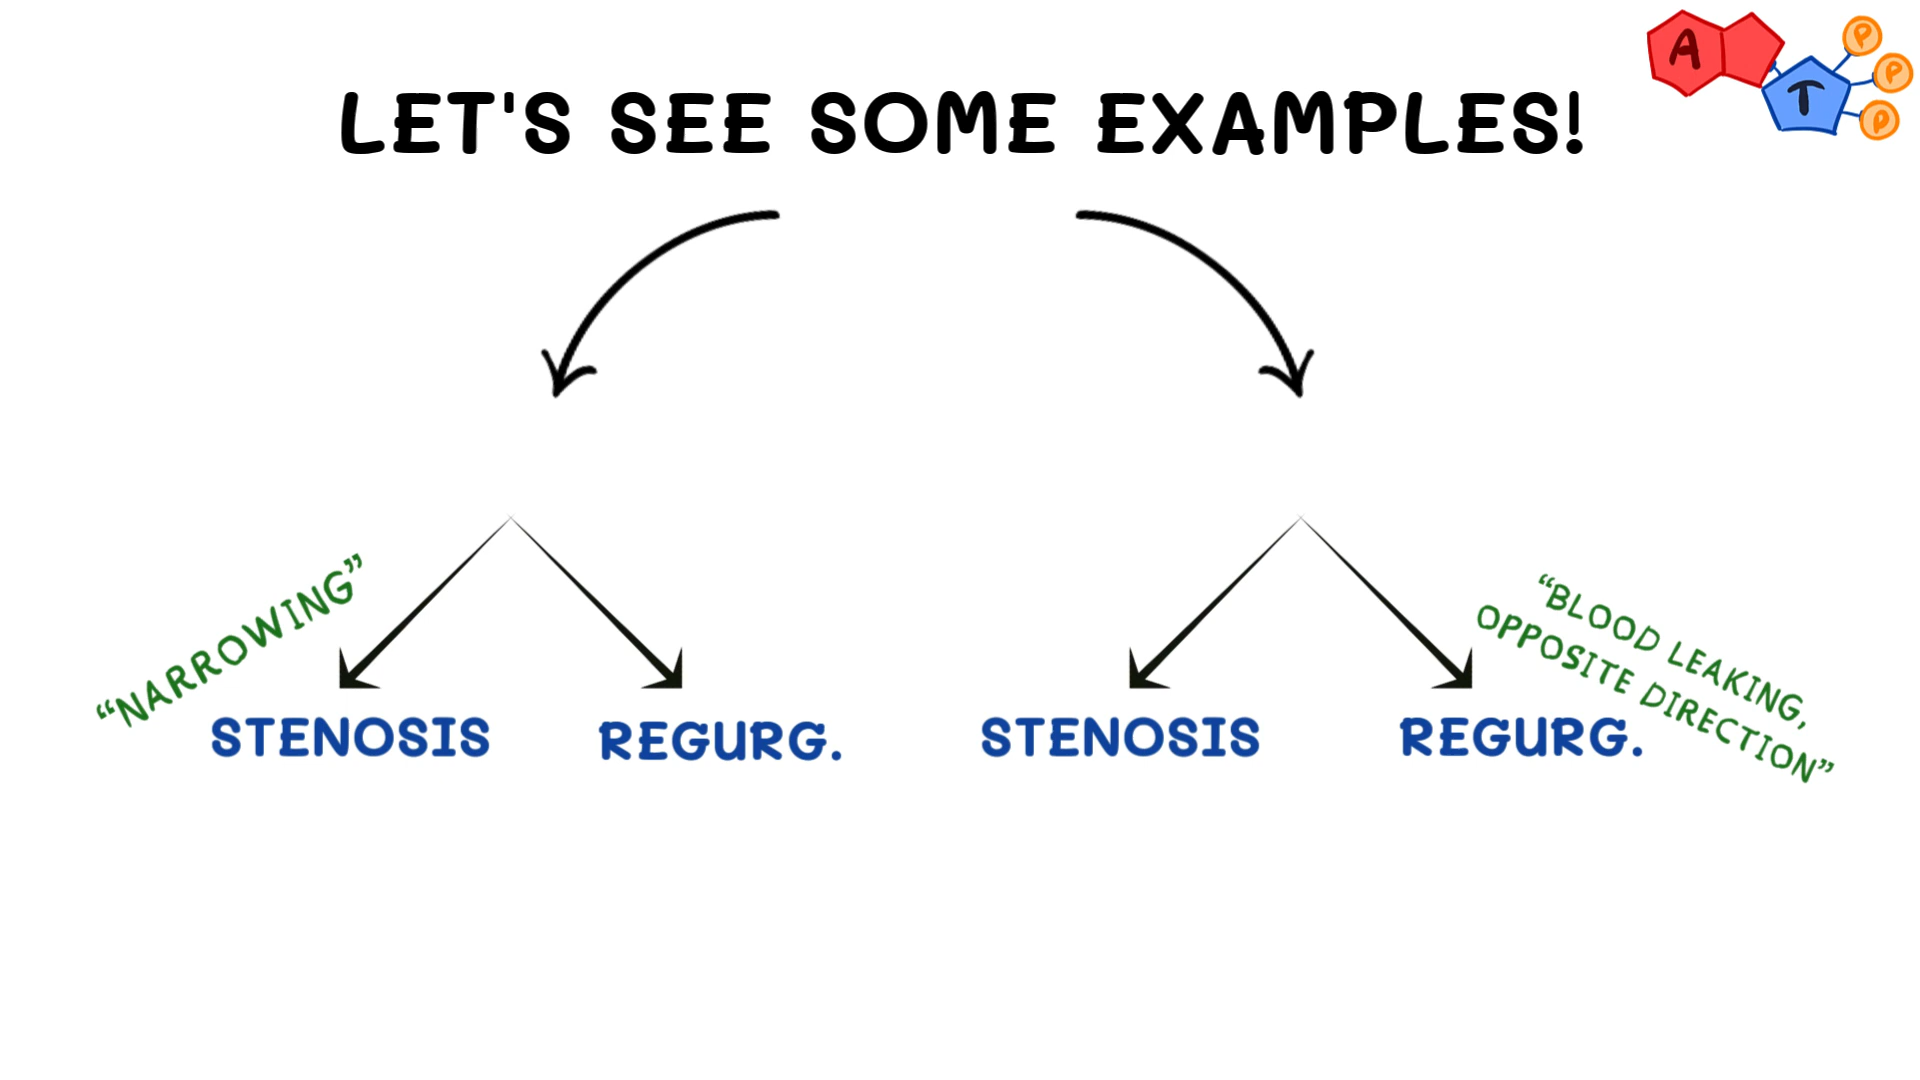 LET'S SEE SOME EXAMPLES!
A
T
P
P
P
“NARROWING”
STENOSIS
REGURG.
STENOSIS
REGURG.
“BLOOD LEAKING,
OPPOSITE DIRECTION”